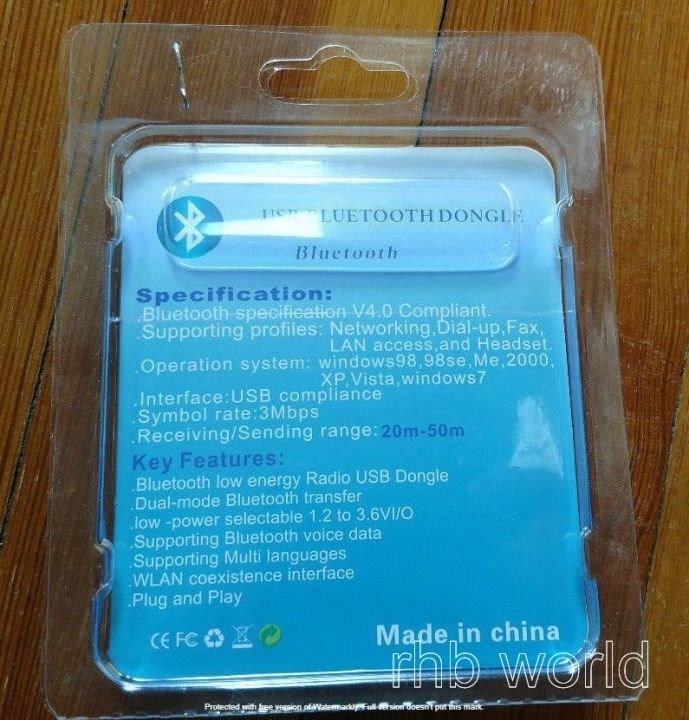 USB BLUETOOTH DONGLE
Bluetooth
Specification:
.Bluetooth specification V4.0 Compliant.
.Supporting profiles: Networking,Dial-up,Fax,
LAN access,and Headset.
.Operation system: windows98,98se,Me,2000,
XP,Vista,windows7
.Interface:USB compliance
.Symbol rate:3Mbps
.Receiving/Sending range: 20m-50m
Key Features:
.Bluetooth low energy Radio USB Dongle
.Dual-mode Bluetooth transfer
.low -power selectable 1.2 to 3.6VI/O
.Supporting Bluetooth voice data
.Supporting Multi languages
.WLAN coexistence interface
.Plug and Play
CE FC
Made in china
rhb world
Protected with free version of Watermarkly. Full version doesn't put this mark.